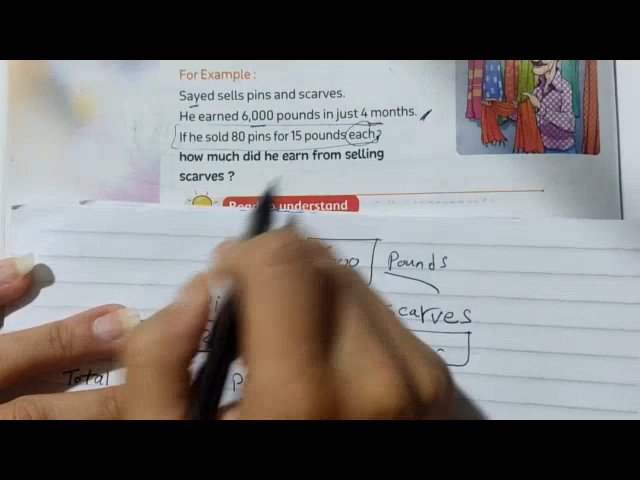 For Example :
Sayed sells pins and scarves.
He earned 6,000 pounds in just 4 months.
If he sold 80 pins for 15 pounds each,
how much did he earn from selling
scarves ?
understand
Pounds
scarves
Total